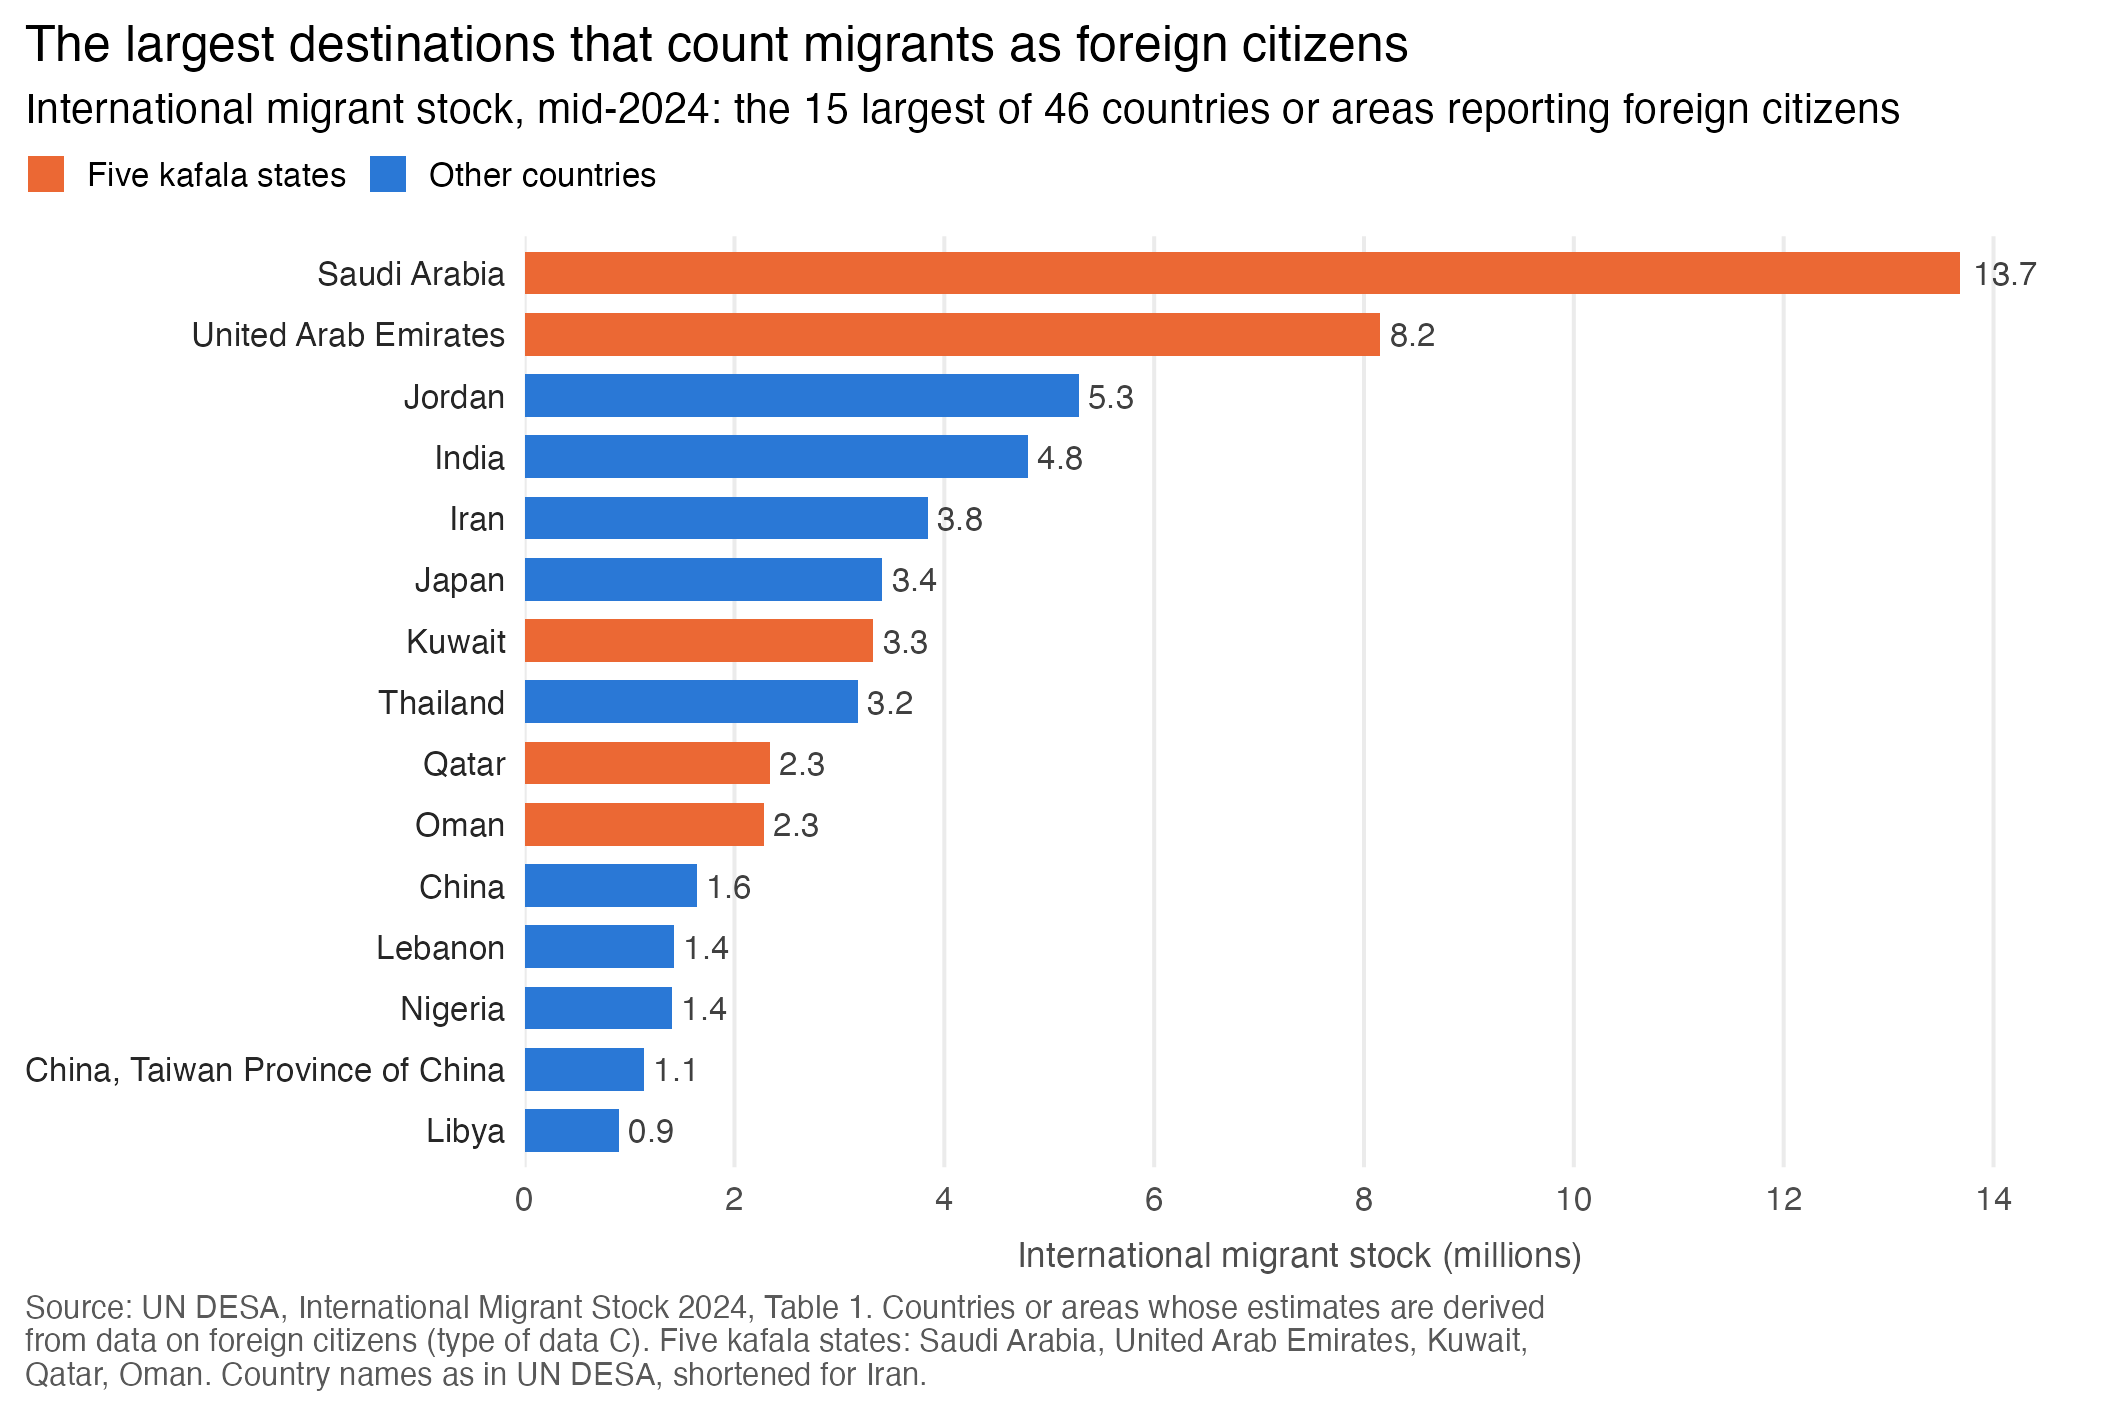 The largest destinations that count migrants as foreign citizens
International migrant stock, mid-2024: the 15 largest of 46 countries or areas reporting foreign citizens
Five kafala states Other countries
Saudi Arabia 13.7
United Arab Emirates 8.2
Jordan 5.3
India 4.8
Iran 3.8
Japan 3.4
Kuwait 3.3
Thailand 3.2
Qatar 2.3
Oman 2.3
China 1.6
Lebanon 1.4
Nigeria 1.4
China, Taiwan Province of China 1.1
Libya 0.9
0 2 4 6 8 10 12 14
International migrant stock (millions)
Source: UN DESA, International Migrant Stock 2024, Table 1. Countries or areas whose estimates are derived
from data on foreign citizens (type of data C). Five kafala states: Saudi Arabia, United Arab Emirates, Kuwait,
Qatar, Oman. Country names as in UN DESA, shortened for Iran.